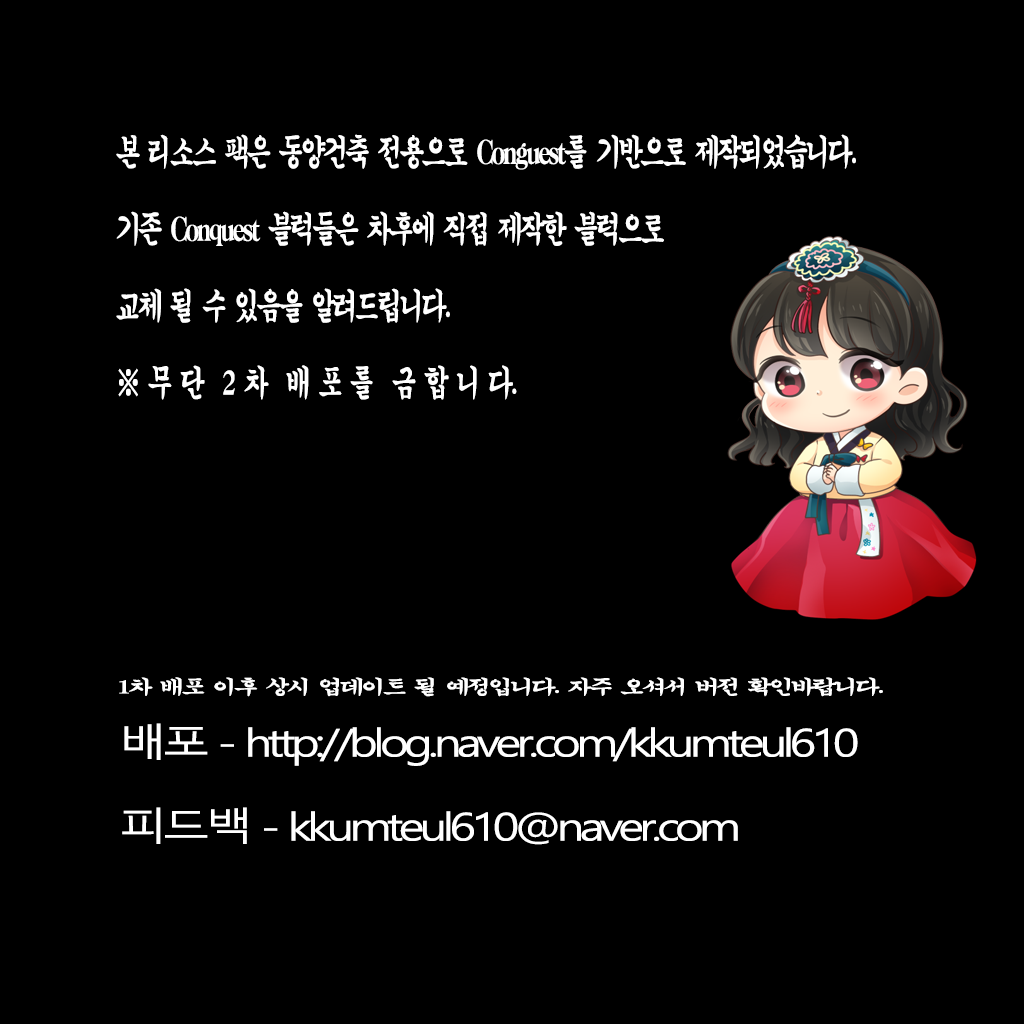 본 리소스 팩은 동양건축 전용으로 Conguest를 기반으로 제작되었습니다.
기존 Conquest 블럭들은 차후에 직접 제작한 블럭으로
교체 될 수 있음을 알려드립니다.
※ 무단 2차 배포를 금합니다.
1차 배포 이후 상시 업데이트 될 예정입니다. 자주 오셔서 버전 확인바랍니다.
배포 - http://blog.naver.com/kkumteul610
피드백 - kkumteul610@naver.com